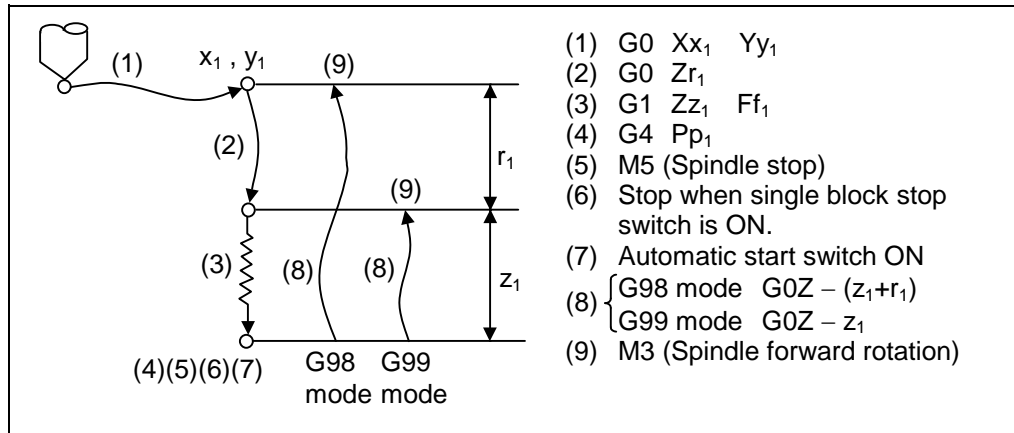 (1)
x₁ , y₁
(9)
(2)
r₁
(9)
(3)
(8)
(8)
z₁
(4)(5)(6)(7)
G98 mode
G99 mode
(1) G0 Xx₁ Yy₁
(2) G0 Zr₁
(3) G1 Zz₁ Ff₁
(4) G4 Pp₁
(5) M5 (Spindle stop)
(6) Stop when single block stop
switch is ON.
(7) Automatic start switch ON
(8) G98 mode G0Z – (z₁+r₁)
G99 mode G0Z – z₁
(9) M3 (Spindle forward rotation)